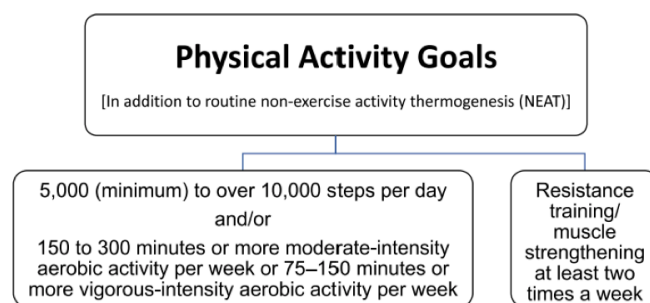 Physical Activity Goals
[In addition to routine non-exercise activity thermogenesis (NEAT)]
5,000 (minimum) to over 10,000 steps per day
and/or
150 to 300 minutes or more moderate-intensity
aerobic activity per week or 75–150 minutes or
more vigorous-intensity aerobic activity per week
Resistance
training/
muscle
strengthening
at least two
times a week